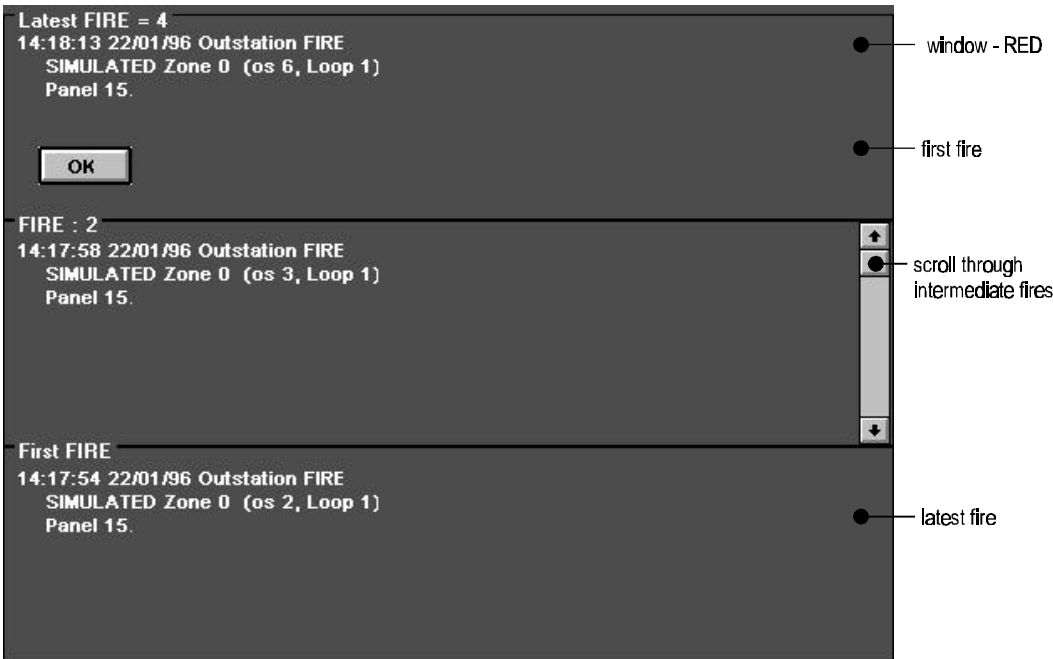 Latest FIRE = 4
14:18:13 22/01/96 Outstation FIRE
SIMULATED Zone 0 (os 6, Loop 1)
Panel 15.
OK
window - RED
first fire
FIRE : 2
14:17:58 22/01/96 Outstation FIRE
SIMULATED Zone 0 (os 3, Loop 1)
Panel 15.
scroll through
intermediate fires
First FIRE
14:17:54 22/01/96 Outstation FIRE
SIMULATED Zone 0 (os 2, Loop 1)
Panel 15.
latest fire